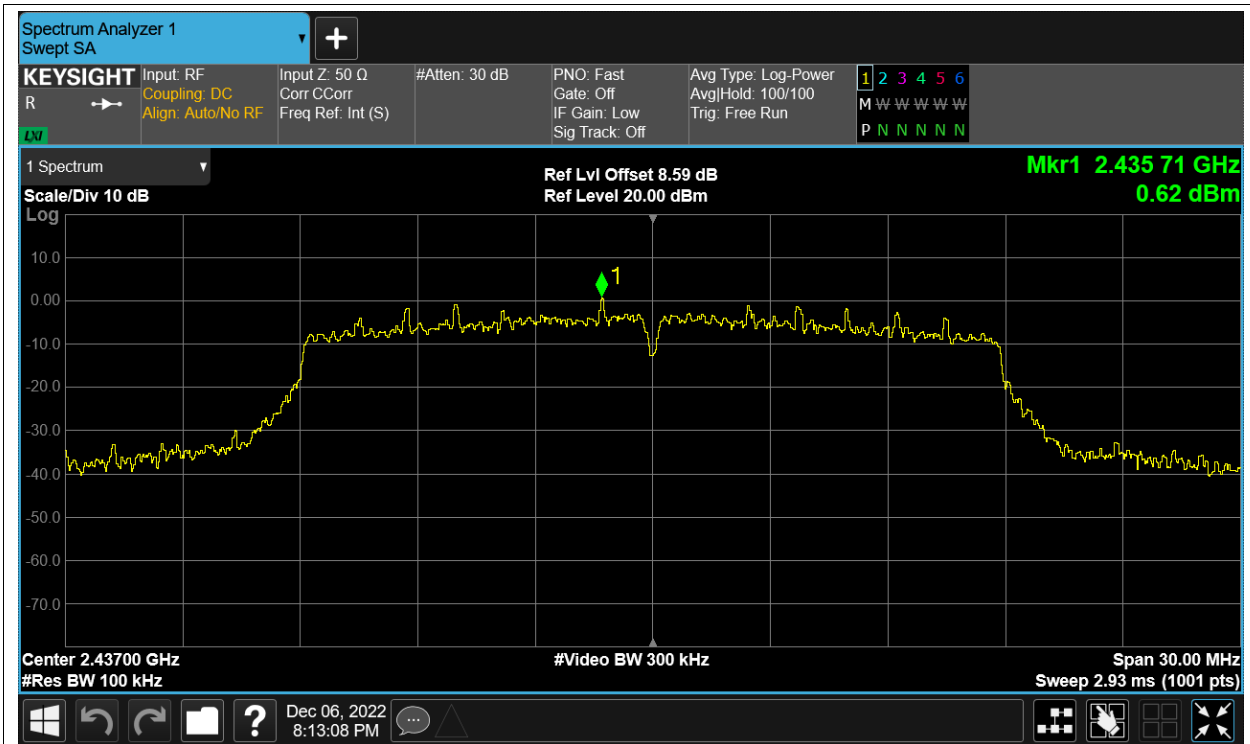 Spectrum Analyzer 1
Swept SA
+
KEYSIGHT
R
LXI
Input: RF
Coupling: DC
Align: Auto/No RF
Input Z: 50 Ω
Corr CCorr
Freq Ref: Int (S)
#Atten: 30 dB
PNO: Fast
Gate: Off
IF Gain: Low
Sig Track: Off
Avg Type: Log-Power
Avg|Hold: 100/100
Trig: Free Run
1 2 3 4 5 6
M W W W W W
P N N N N N
1 Spectrum
Scale/Div 10 dB
Ref Lvl Offset 8.59 dB
Ref Level 20.00 dBm
Mkr1 2.435 71 GHz
0.62 dBm
Log
10.0
0.00
-10.0
-20.0
-30.0
-40.0
-50.0
-60.0
-70.0
1
Center 2.43700 GHz
#Res BW 100 kHz
#Video BW 300 kHz
Span 30.00 MHz
Sweep 2.93 ms (1001 pts)
?
Dec 06, 2022
8:13:08 PM